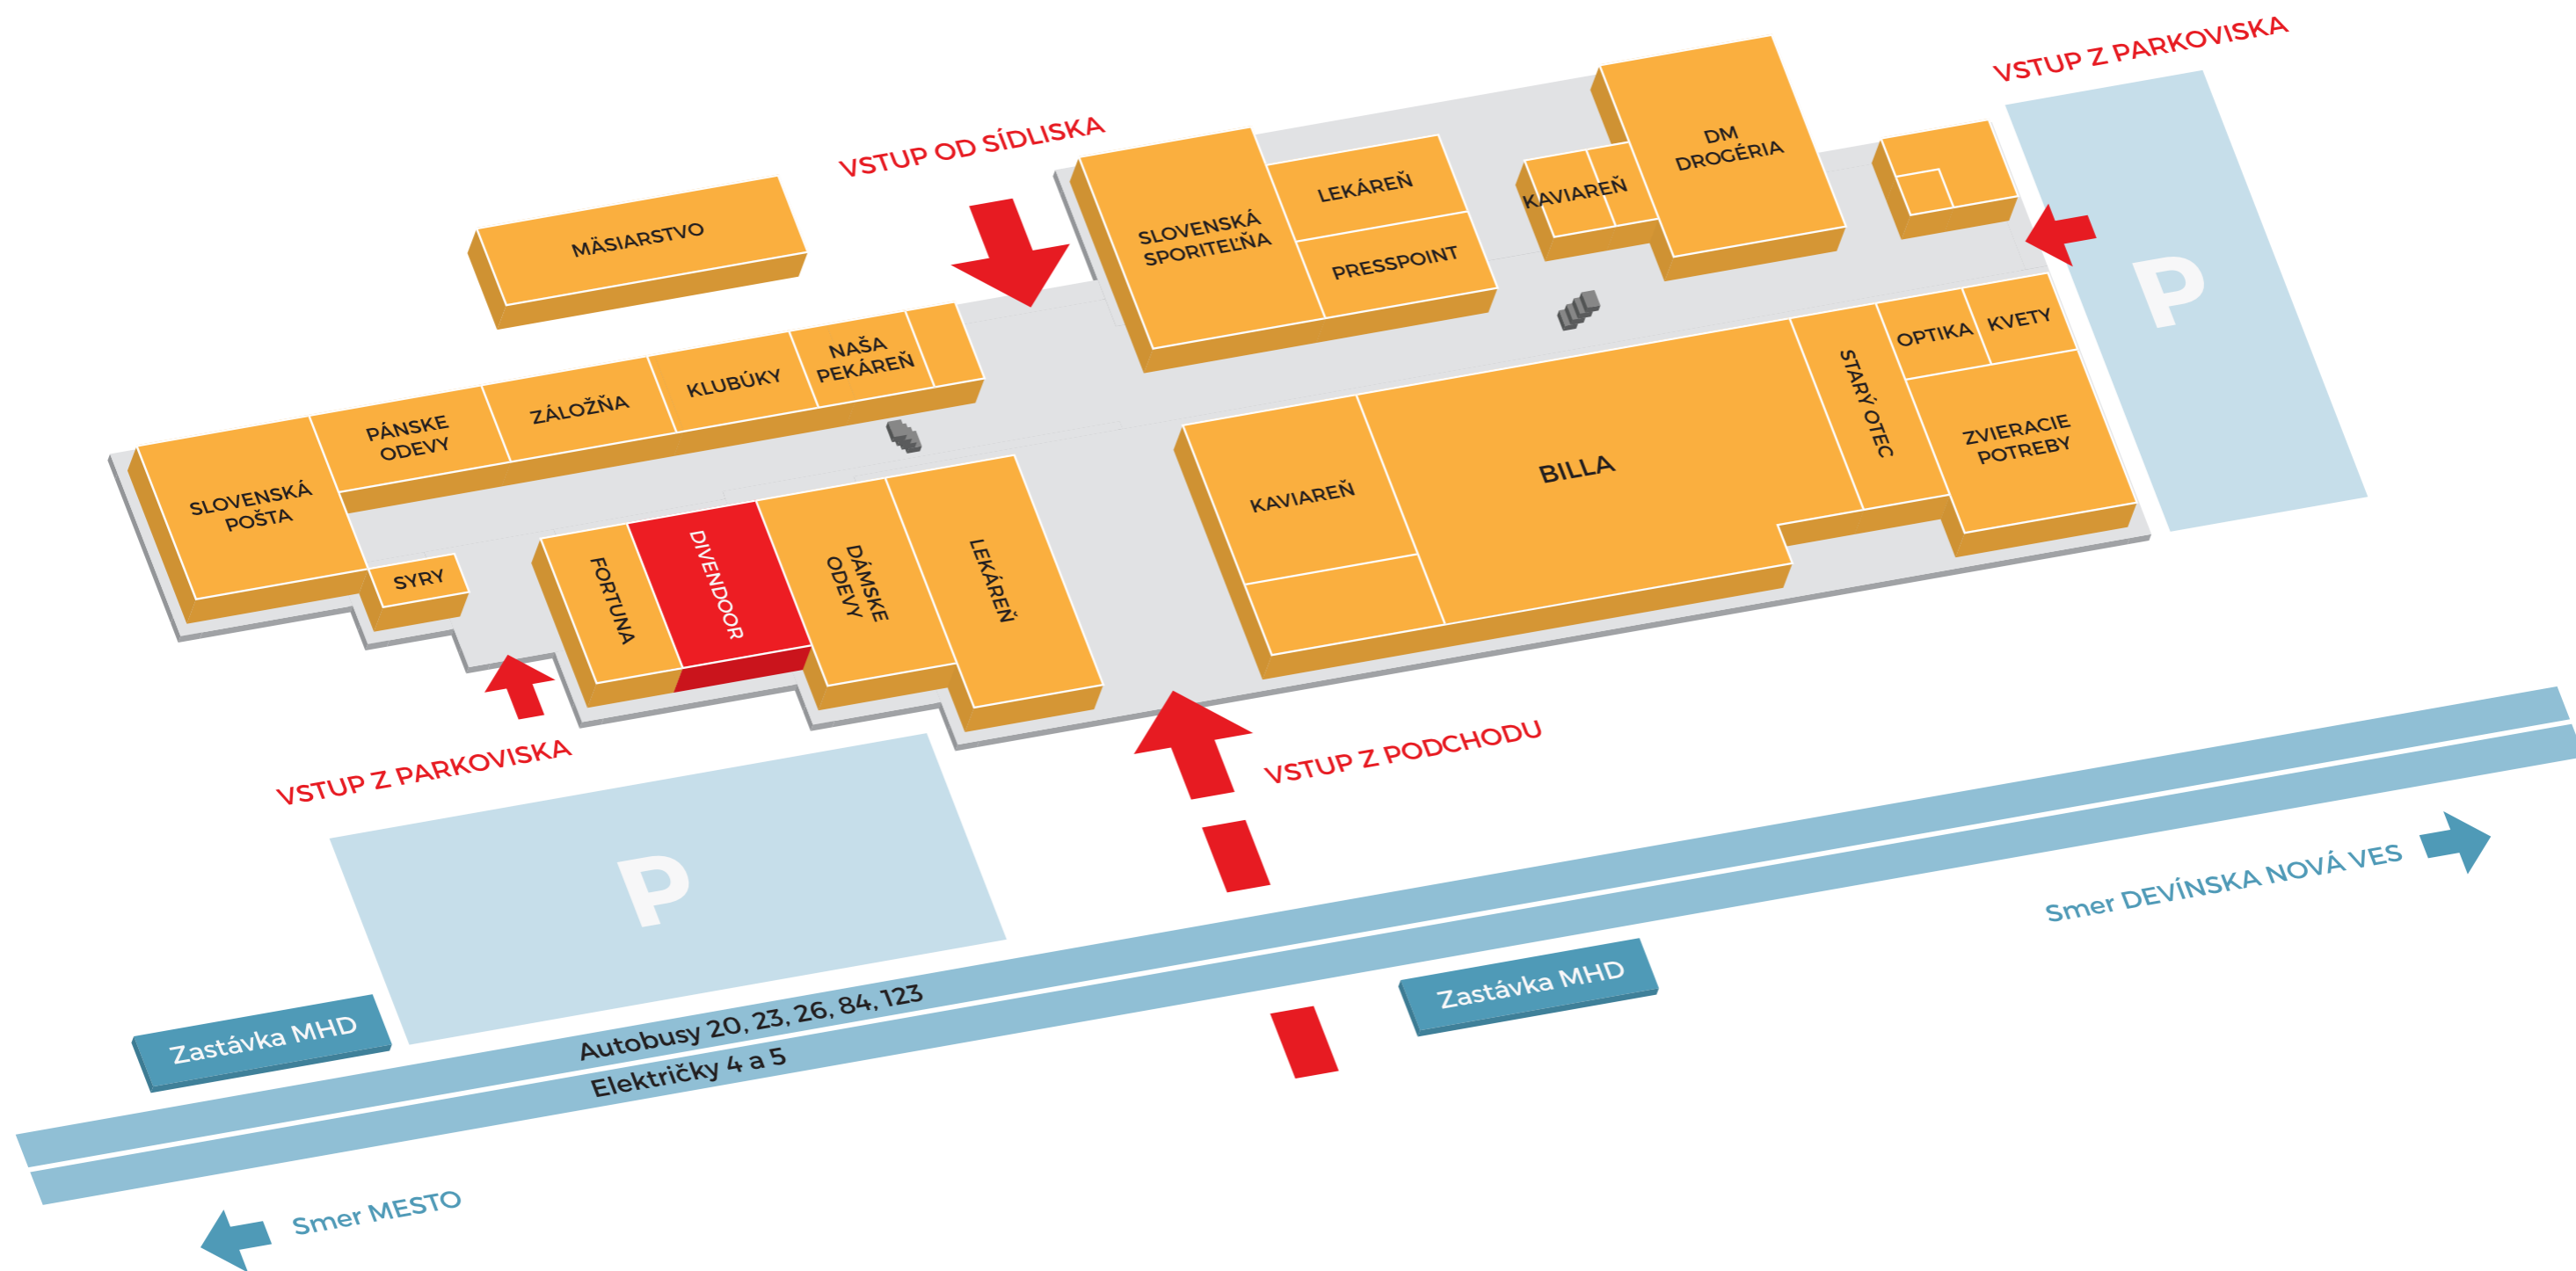 VSTUP Z PARKOVISKA
VSTUP OD SÍDLISKA
DM
DROGÉRIA
MÄSIARSTVO
SLOVENSKÁ
SPORITEĽŇA
LEKÁREŇ
PRESSPOINT
KAVIAREŇ
P
SLOVENSKÁ
POŠTA
PÁNSKE
ODEVY
ZÁLOŽŇA
KLUBÚKY
NAŠA
PEKÁREŇ
SYRY
FORTUNA
DIVENDOOR
DÁMSKE
ODEVY
LEKÁREŇ
KAVIAREŇ
BILLA
STARÝ OTEC
OPTIKA
KVETY
ZVIERACIE
POTREBY
VSTUP Z PARKOVISKA
VSTUP Z PODCHODU
P
Smer DEVÍNSKA NOVÁ VES
Zastávka MHD
Zastávka MHD
Autobusy 20, 23, 26, 84, 123
Električky 4 a 5
Smer MESTO